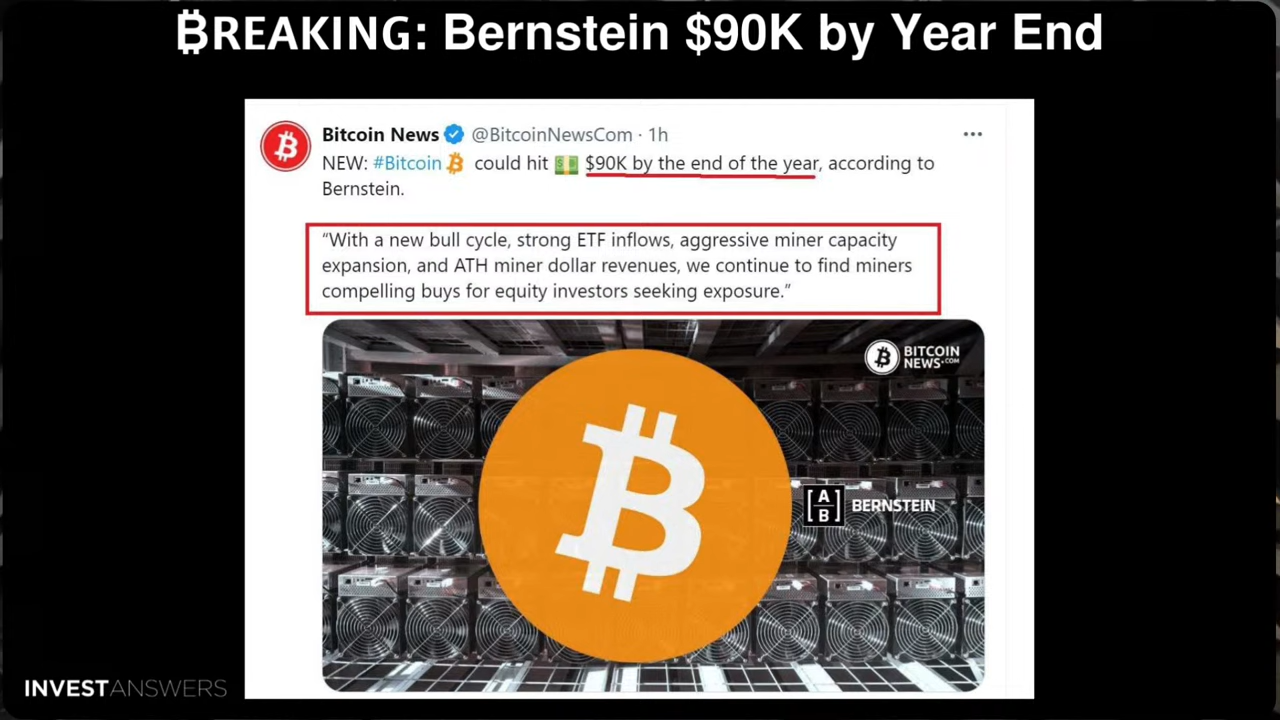 ₿REAKING: Bernstein $90K by Year End
Bitcoin News @BitcoinNewsCom · 1h
NEW: #Bitcoin could hit 💵 $90K by the end of the year, according to
Bernstein.
“With a new bull cycle, strong ETF inflows, aggressive miner capacity
expansion, and ATH miner dollar revenues, we continue to find miners
compelling buys for equity investors seeking exposure.”
BITCOIN
NEWS.COM
[A/B] BERNSTEIN
INVESTANSWERS